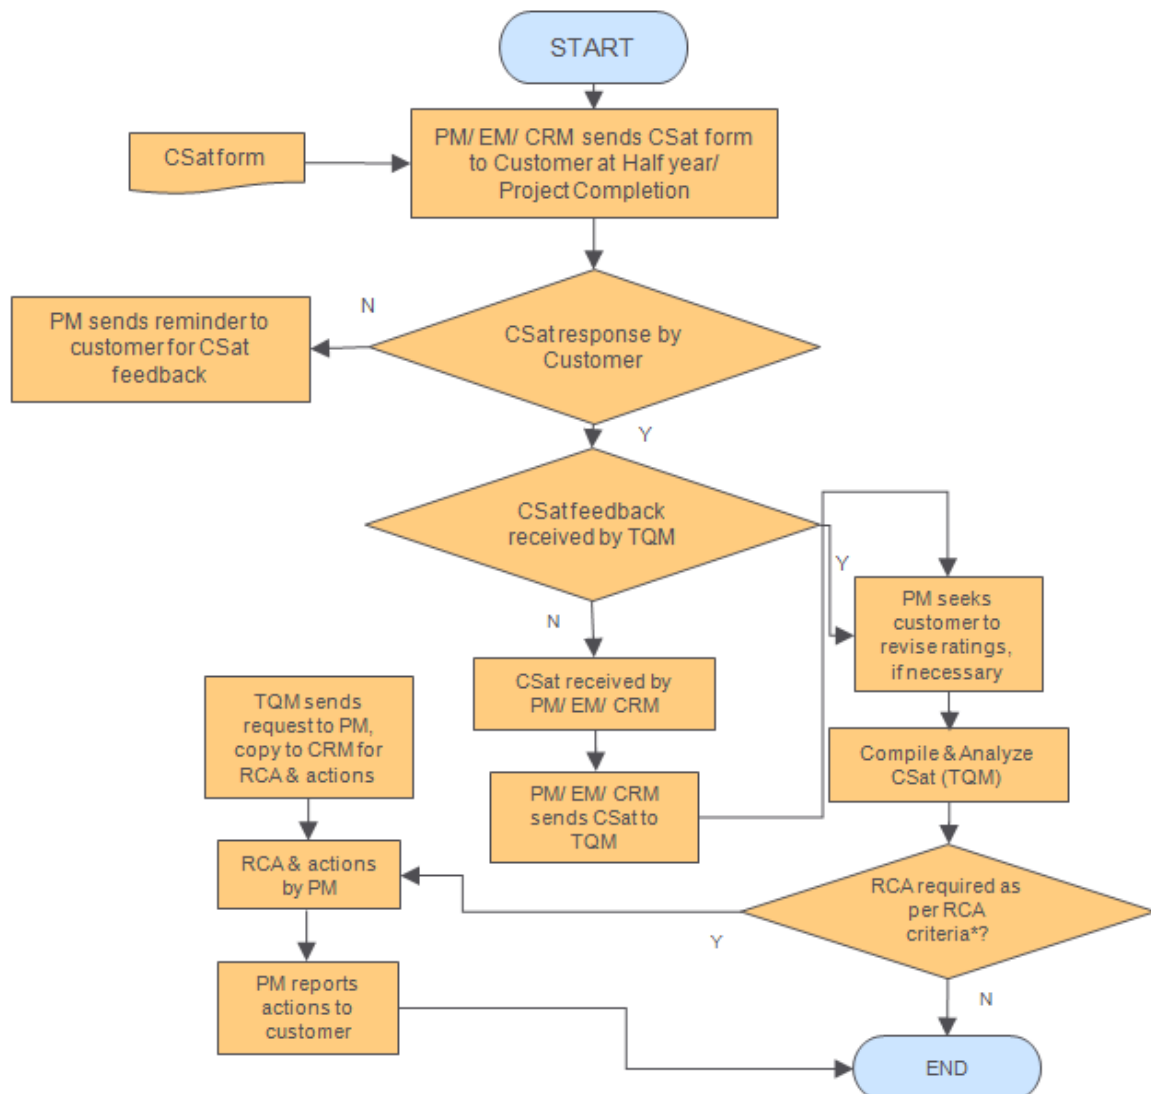 START
PM/ EM/ CRM sends CSat form
to Customer at Half year/
Project Completion
CSat form
CSat response by
Customer
N
PM sends reminder to
customer for CSat
feedback
Y
CSat feedback
received by TQM
Y
N
PM seeks
customer to
revise ratings,
if necessary
CSat received by
PM/ EM/ CRM
TQM sends
request to PM,
copy to CRM for
RCA & actions
Compile & Analyze
CSat (TQM)
PM/ EM/ CRM
sends CSat to
TQM
RCA & actions
by PM
RCA required as
per RCA
criteria*?
Y
N
PM reports
actions to
customer
END